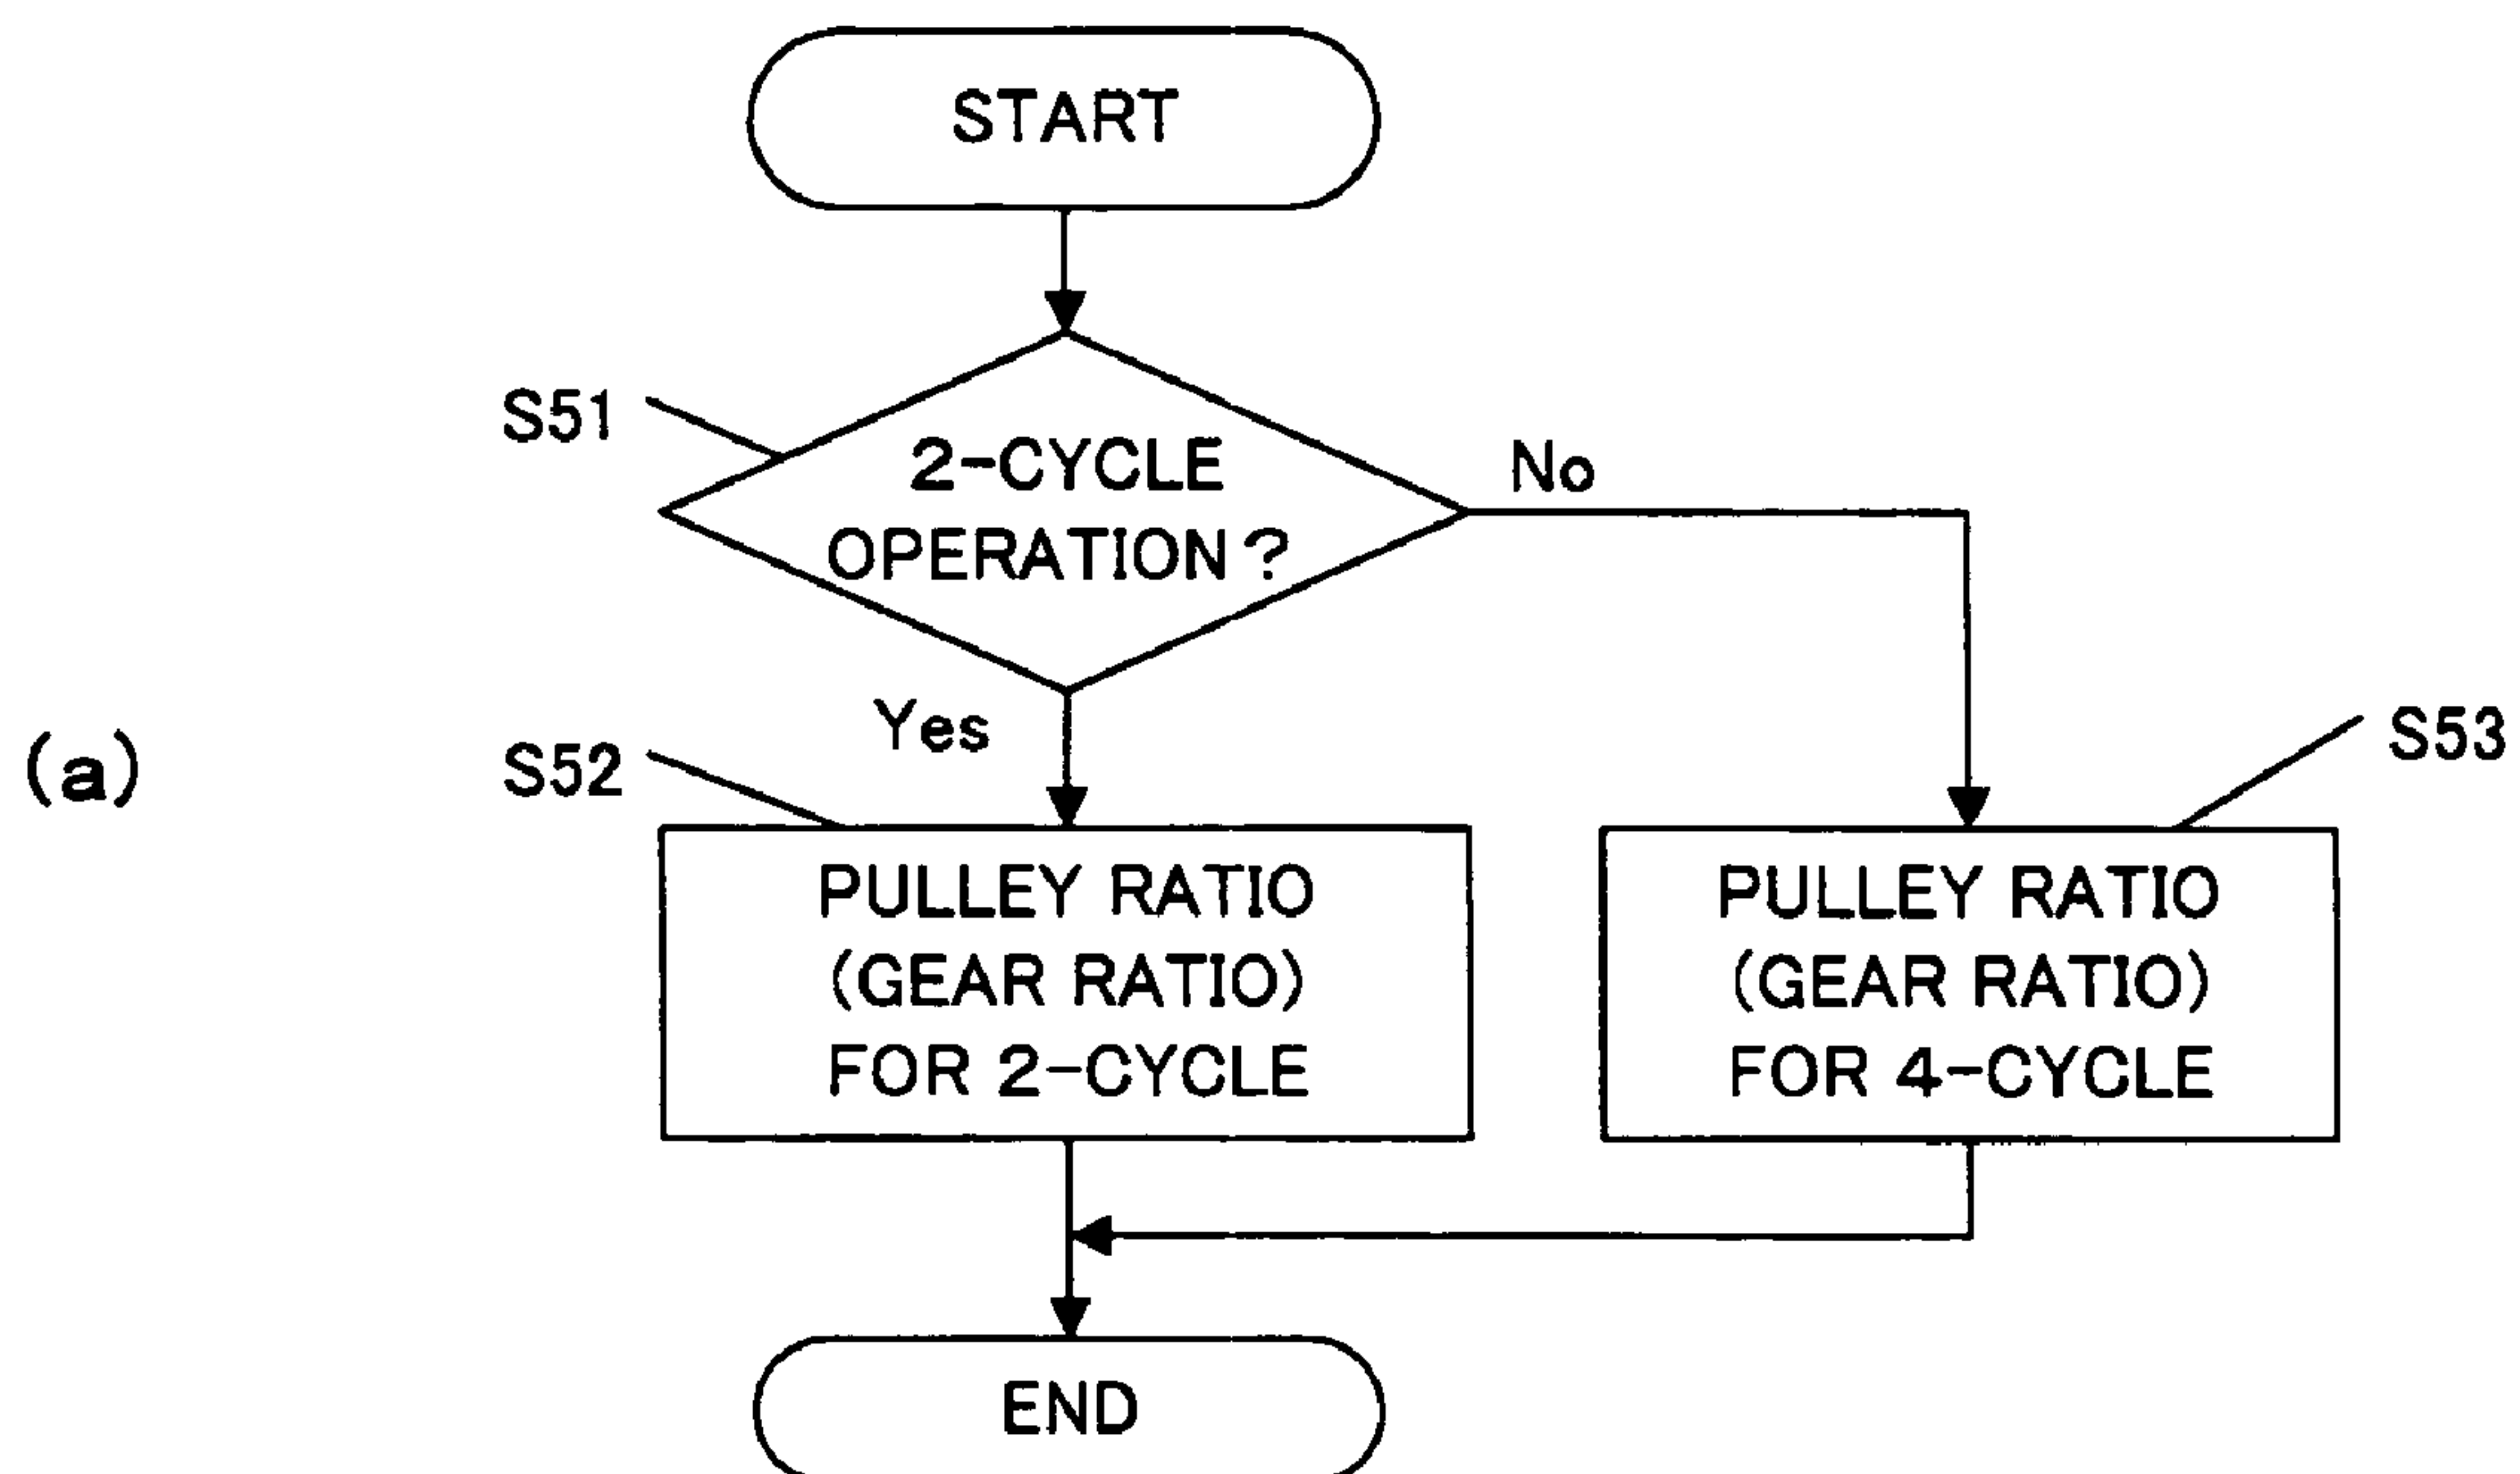 START
S51
2-CYCLE
OPERATION?
No
Yes
(a)
S52
S53
PULLEY RATIO
(GEAR RATIO)
FOR 2-CYCLE
PULLEY RATIO
(GEAR RATIO)
FOR 4-CYCLE
END